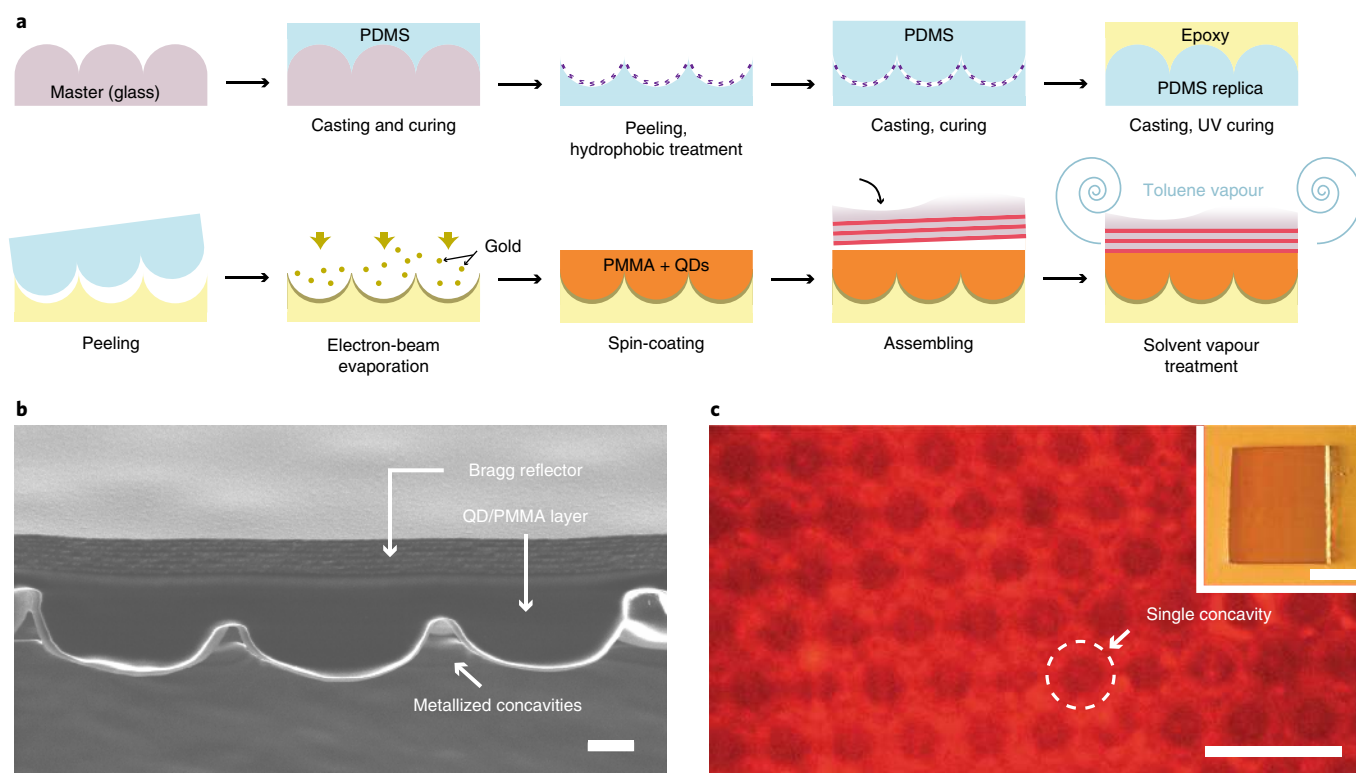 a
PDMS
PDMS
Epoxy
Master (glass)
PDMS replica
Casting and curing
Peeling,
hydrophobic treatment
Casting, curing
Casting, UV curing
Toluene vapour
Gold
PMMA + QDs
Peeling
Electron-beam
evaporation
Spin-coating
Assembling
Solvent vapour
treatment
b
Bragg reflector
QD/PMMA layer
Metallized concavities
c
Single concavity